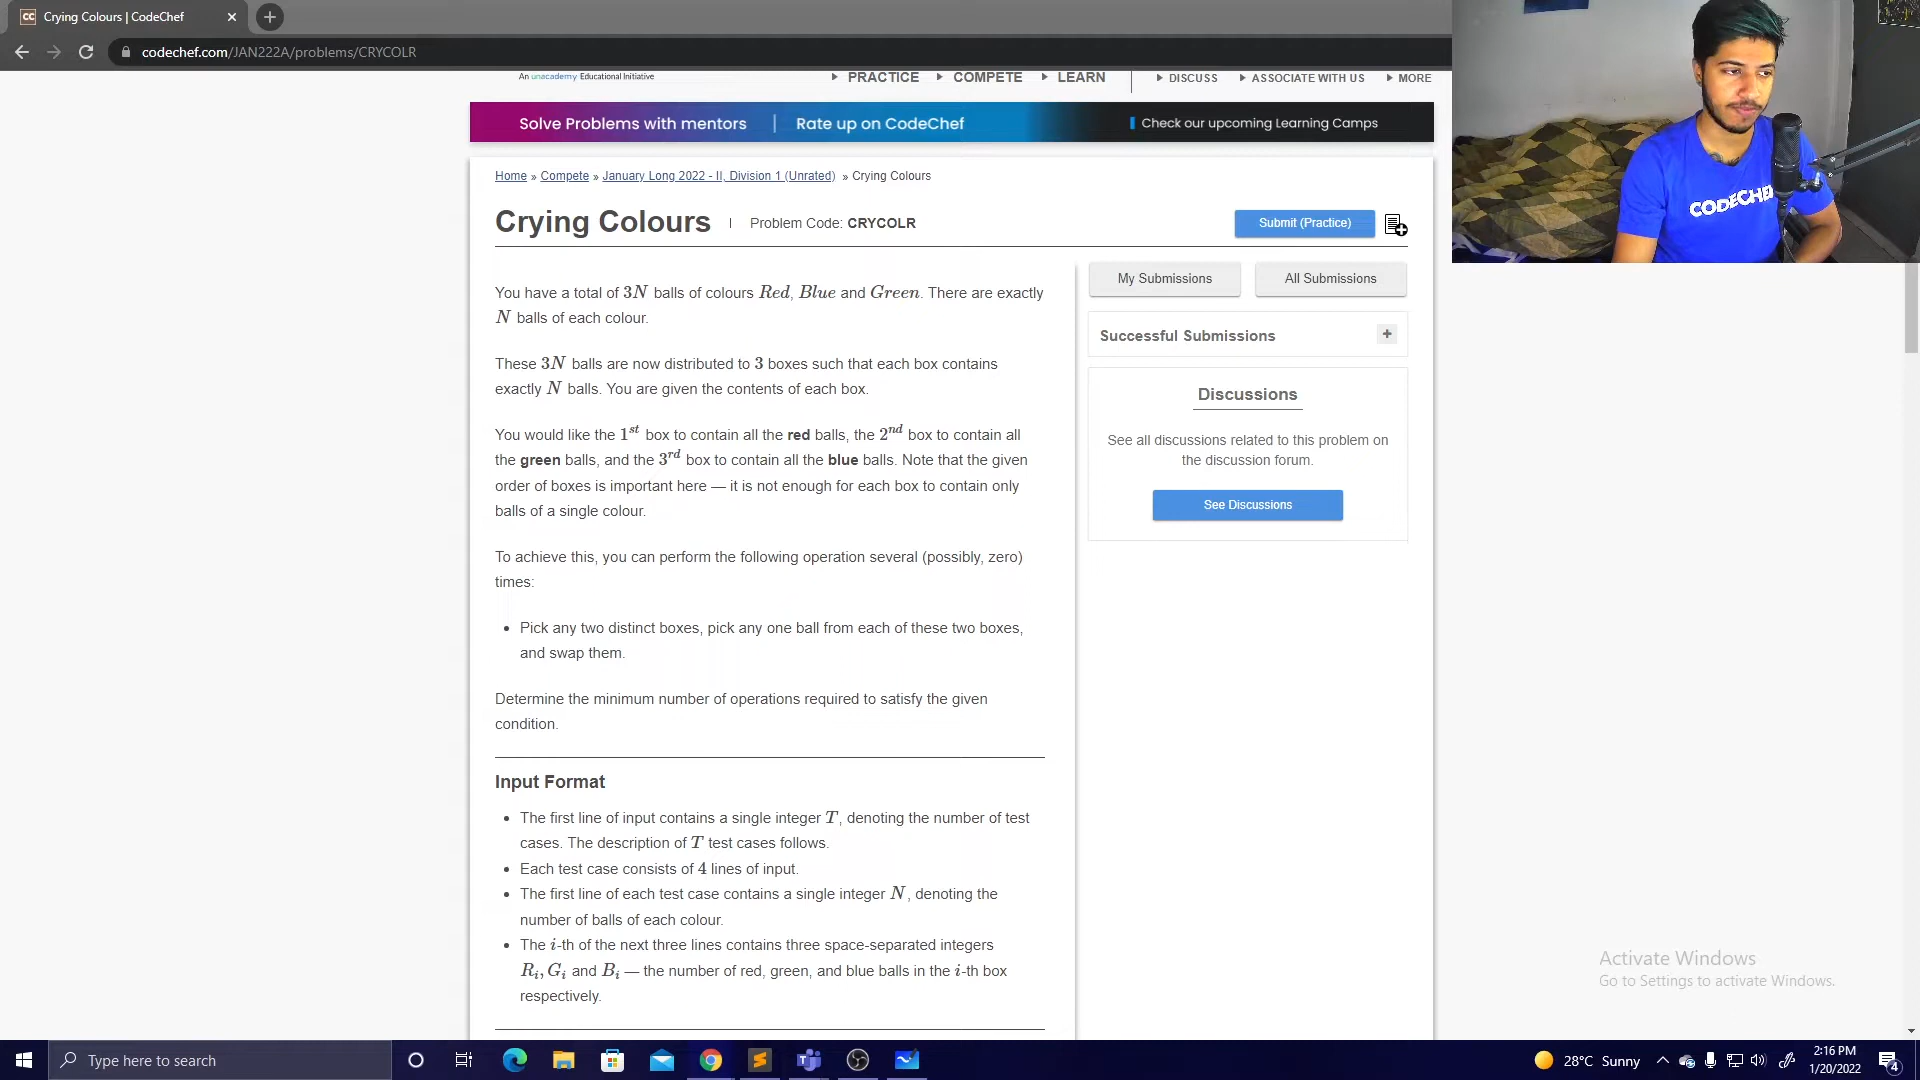 Crying Colours | CodeChef
codechef.com/JAN222A/problems/CRYCOLR
An unacademy Educational Initiative
PRACTICE COMPETE LEARN DISCUSS ASSOCIATE WITH US MORE
Solve Problems with mentors | Rate up on CodeChef Check our upcoming Learning Camps
Home » Compete » January Long 2022 - II, Division 1 (Unrated) » Crying Colours
Crying Colours | Problem Code: CRYCOLR
Submit (Practice)
My Submissions All Submissions
Successful Submissions +
Discussions
See all discussions related to this problem on
the discussion forum.
See Discussions
You have a total of 3N balls of colours Red, Blue and Green. There are exactly
N balls of each colour.
These 3N balls are now distributed to 3 boxes such that each box contains
exactly N balls. You are given the contents of each box.
You would like the 1st box to contain all the red balls, the 2nd box to contain all
the green balls, and the 3rd box to contain all the blue balls. Note that the given
order of boxes is important here — it is not enough for each box to contain only
balls of a single colour.
To achieve this, you can perform the following operation several (possibly, zero)
times:
• Pick any two distinct boxes, pick any one ball from each of these two boxes,
and swap them.
Determine the minimum number of operations required to satisfy the given
condition.
Input Format
• The first line of input contains a single integer T, denoting the number of test
cases. The description of T test cases follows.
• Each test case consists of 4 lines of input.
• The first line of each test case contains a single integer N, denoting the
number of balls of each colour.
• The i-th of the next three lines contains three space-separated integers
Ri, Gi and Bi — the number of red, green, and blue balls in the i-th box
respectively.
CODECHEF
Activate Windows
Go to Settings to activate Windows.
Type here to search
28°C Sunny
2:16 PM
1/20/2022
4